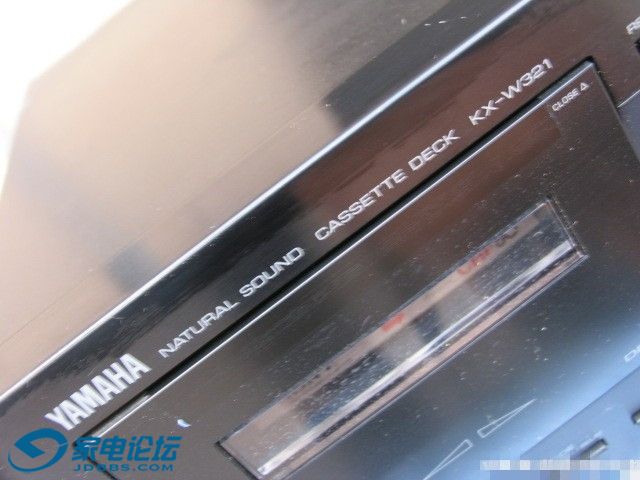 YAMAHA NATURAL SOUND CASSETTE DECK KX-W321
CLOSE
家电论坛
JDBBS.COM